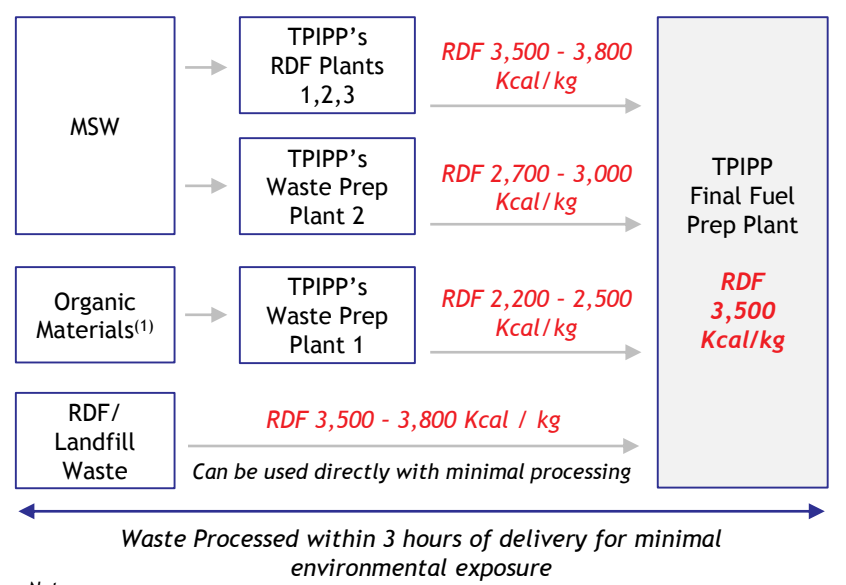 MSW
TPIPP's
RDF Plants
1,2,3
RDF 3,500 – 3,800
Kcal/kg
TPIPP's
Waste Prep
Plant 2
RDF 2,700 – 3,000
Kcal/kg
Organic
Materials(1)
TPIPP's
Waste Prep
Plant 1
RDF 2,200 – 2,500
Kcal/kg
RDF/
Landfill
Waste
RDF 3,500 – 3,800 Kcal / kg
Can be used directly with minimal processing
TPIPP
Final Fuel
Prep Plant
RDF
3,500
Kcal/kg
Waste Processed within 3 hours of delivery for minimal
environmental exposure